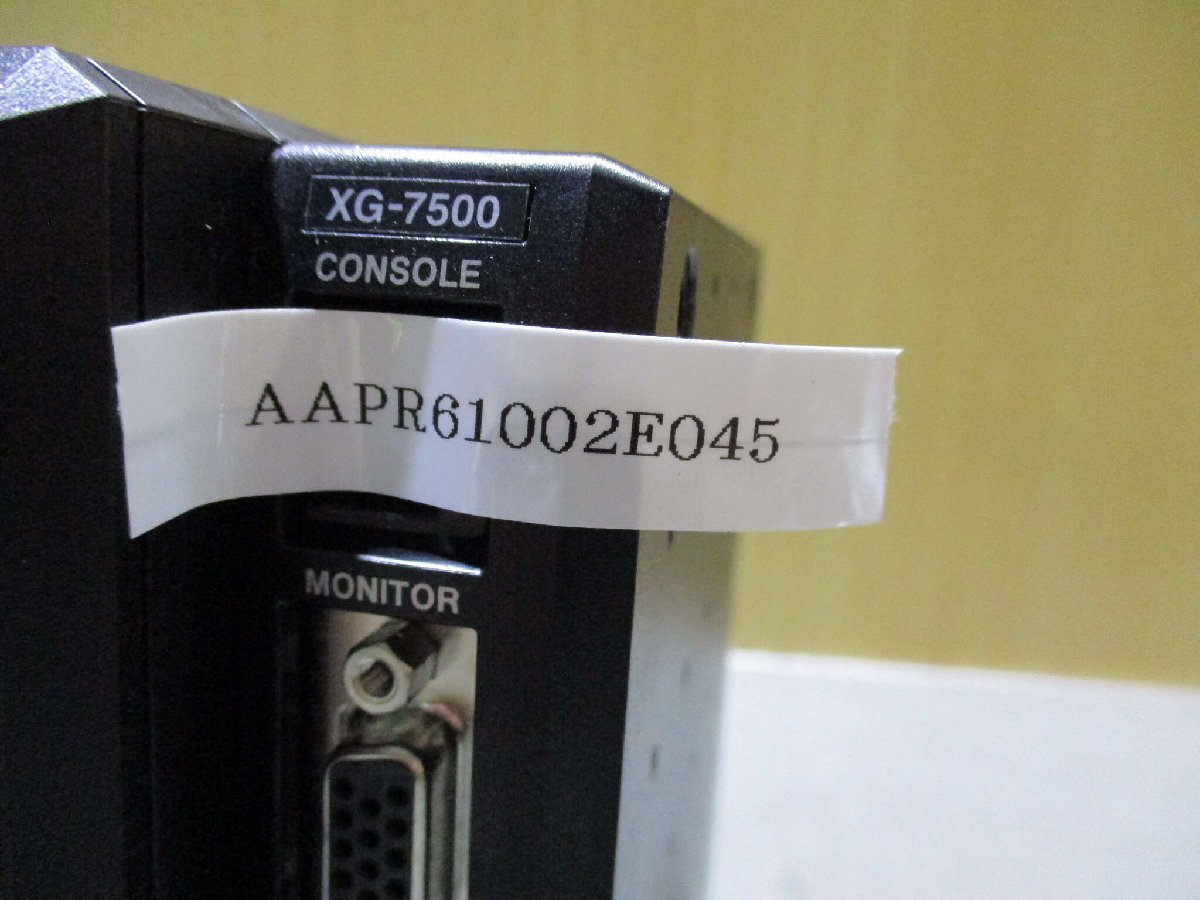 XG-7500
CONSOLE
AAPR61002E045
MONITOR